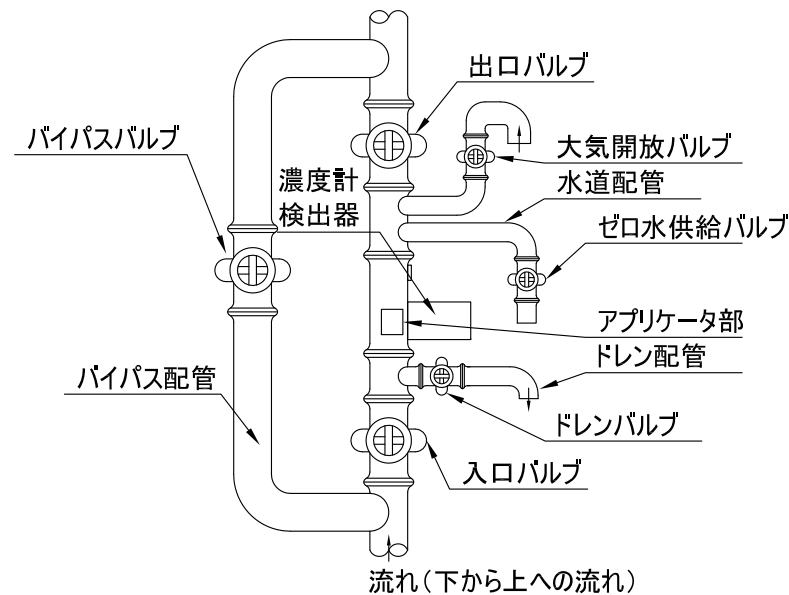 出口バルブ
バイパスバルブ
大気開放バルブ
濃度計
検出器
水道配管
ゼロ水供給バルブ
アプリケータ部
ドレン配管
バイパス配管
ドレンバルブ
入口バルブ
流れ(下から上への流れ)